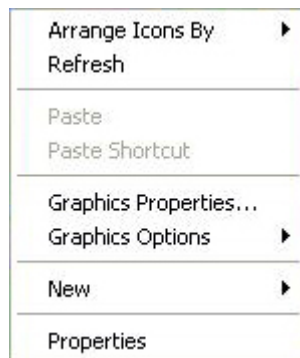 Arrange Icons By
Refresh
Paste
Paste Shortcut
Graphics Properties...
Graphics Options
New
Properties